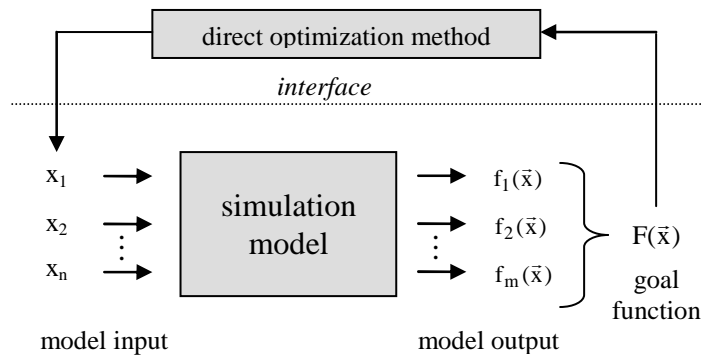 direct optimization method
interface
x₁
f₁(x⃗)
simulation
model
x₂
f₂(x⃗)
F(x⃗)
xₙ
fₘ(x⃗)
goal
function
model input
model output